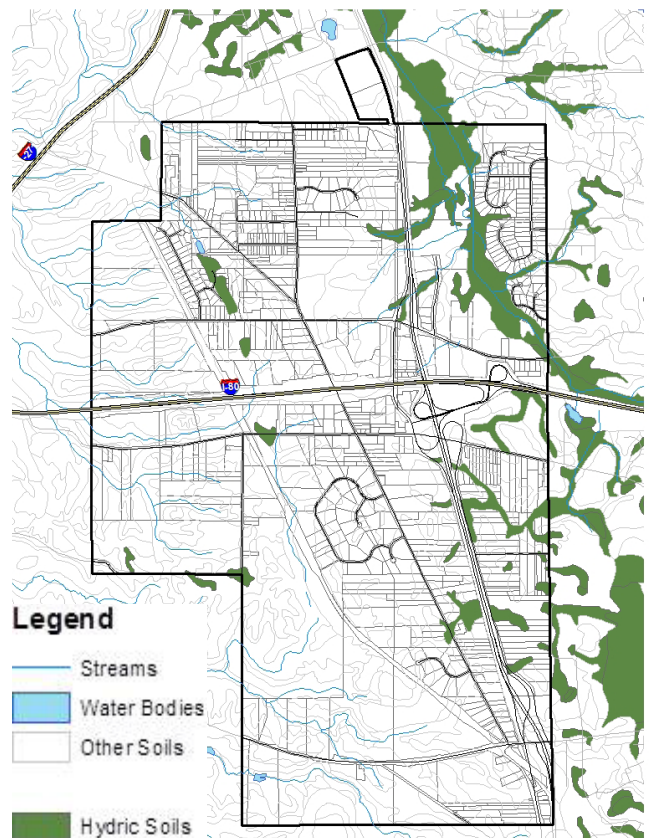 I-80
Legend
Streams
Water Bodies
Other Soils
Hydric Soils